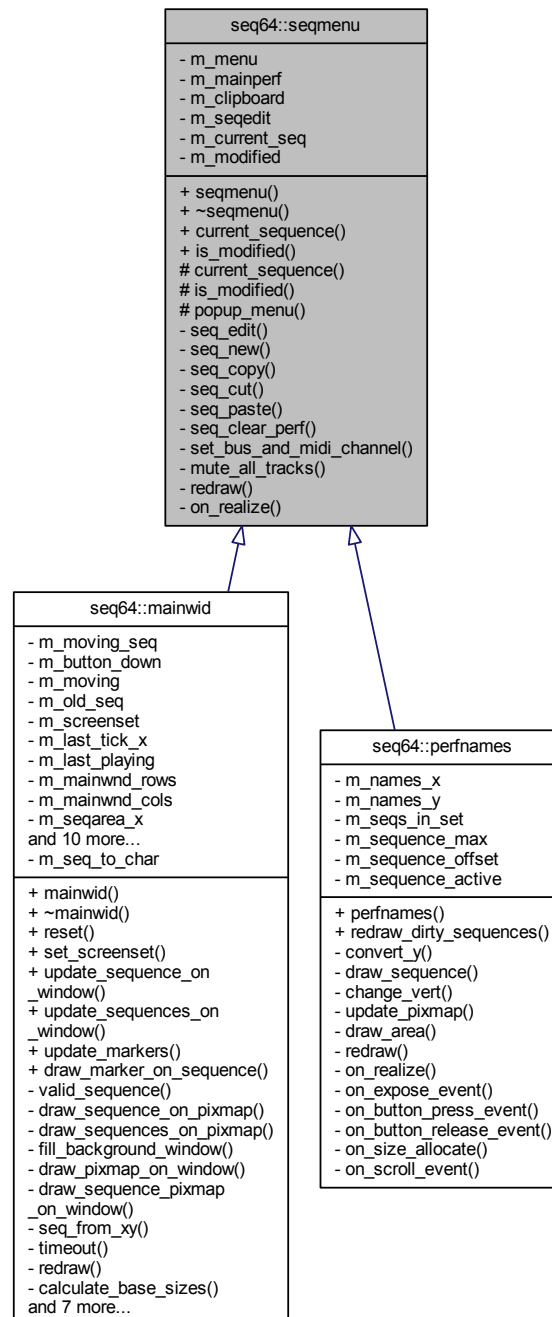 seq64::seqmenu
- m_menu
- m_mainperf
- m_clipboard
- m_seqedit
- m_current_seq
- m_modified
+ seqmenu()
+ ~seqmenu()
+ current_sequence()
+ is_modified()
# current_sequence()
# is_modified()
# popup_menu()
- seq_edit()
- seq_new()
- seq_copy()
- seq_cut()
- seq_paste()
- seq_clear_perf()
- set_bus_and_midi_channel()
- mute_all_tracks()
- redraw()
- on_realize()
seq64::mainwid
- m_moving_seq
- m_button_down
- m_moving
- m_old_seq
- m_screenset
- m_last_tick_x
- m_last_playing
- m_mainwnd_rows
- m_mainwnd_cols
- m_seqarea_x
and 10 more...
- m_seq_to_char
+ mainwid()
+ ~mainwid()
+ reset()
+ set_screenset()
+ update_sequence_on
_window()
+ update_sequences_on
_window()
+ update_markers()
+ draw_marker_on_sequence()
- valid_sequence()
- draw_sequence_on_pixmap()
- draw_sequences_on_pixmap()
- fill_background_window()
- draw_pixmap_on_window()
- draw_sequence_pixmap
_on_window()
- seq_from_xy()
- timeout()
- redraw()
- calculate_base_sizes()
and 7 more...
seq64::perfnames
- m_names_x
- m_names_y
- m_seqs_in_set
- m_sequence_max
- m_sequence_offset
- m_sequence_active
+ perfnames()
+ redraw_dirty_sequences()
- convert_y()
- draw_sequence()
- change_vert()
- update_pixmap()
- draw_area()
- redraw()
- on_realize()
- on_expose_event()
- on_button_press_event()
- on_button_release_event()
- on_size_allocate()
- on_scroll_event()